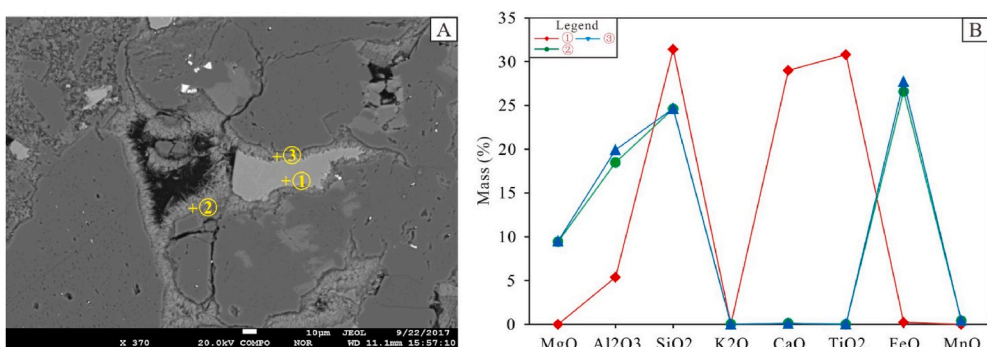 A
+③
+①
+②
10μm JEOL 9/22/2017
X 370 20.0kV COMPO NOR WD 11.1mm 15:57:10
B
Legend
① ③
②
Mass (%)
35
30
25
20
15
10
5
0
MgO Al2O3 SiO2 K2O CaO TiO2 FeO MnO